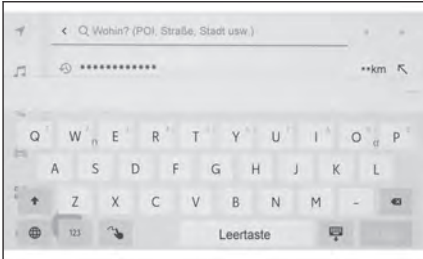 Wohin? (POI, Straße, Stadt usw.)
************ **km
Q W E R T Y U I O P
A S D F G H J K L
Z X C V B N M -
123 Leertaste